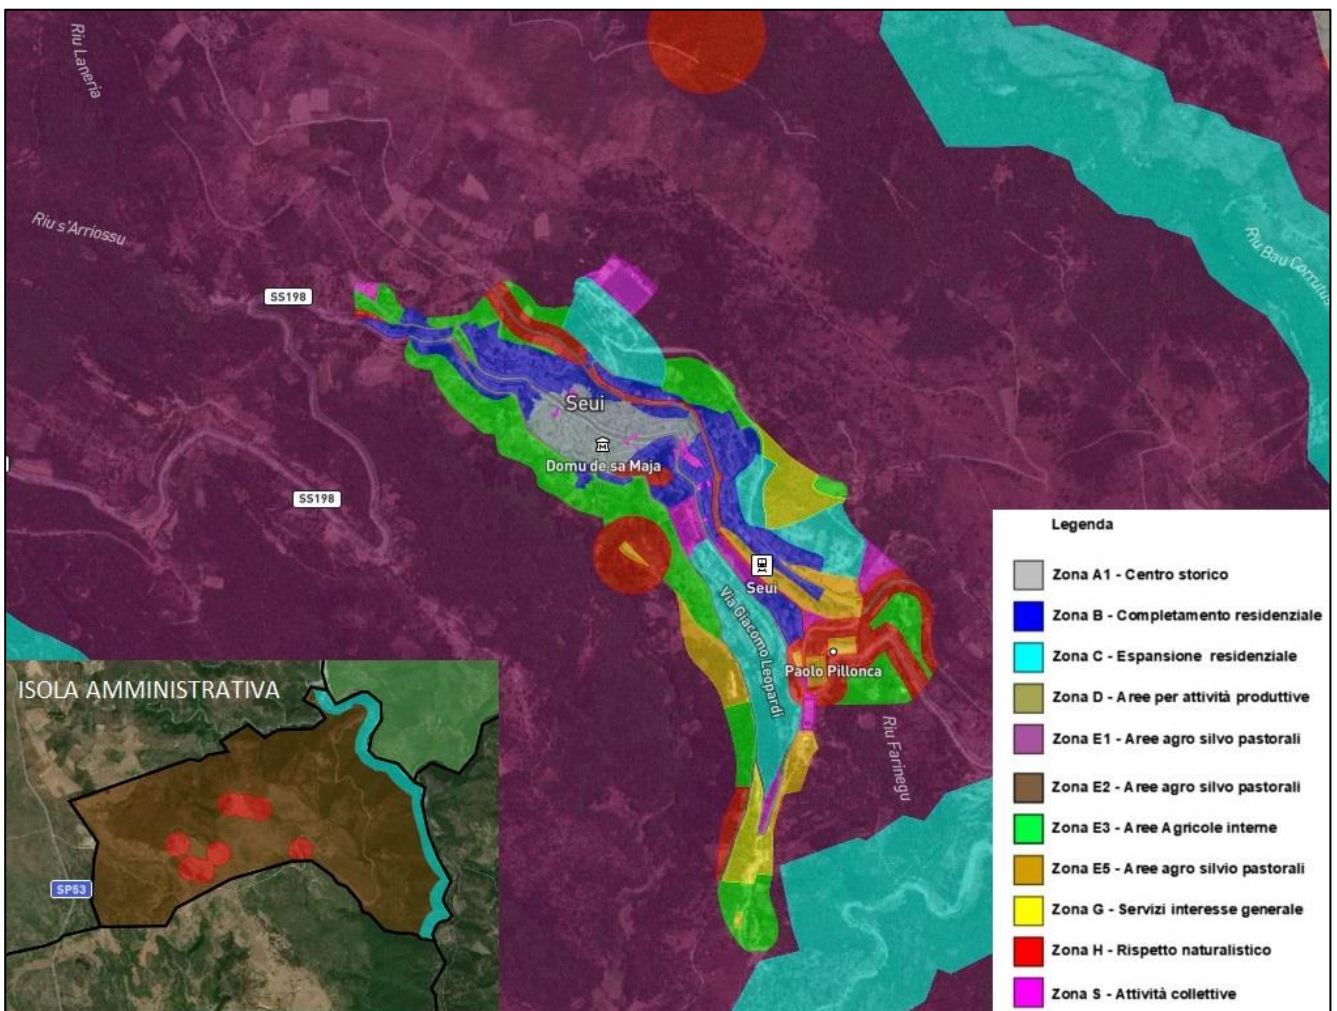 Riu Laneria
Riu s'Arriossu
SS198
Riu Bau Corrutus
Seui
Domu de sa Maja
SS198
Seui
Via Giacomo Leopardi
Paolo Pillonca
Riu Farinegu
ISOLA AMMINISTRATIVA
SP53
Legenda
Zona A1 - Centro storico
Zona B - Completamento residenziale
Zona C - Espansione residenziale
Zona D - Aree per attività produttive
Zona E1 - Aree agro silvo pastorali
Zona E2 - Aree agro silvo pastorali
Zona E3 - Aree Agricole interne
Zona E5 - Aree agro silvio pastorali
Zona G - Servizi interesse generale
Zona H - Rispetto naturalistico
Zona S - Attività collettive